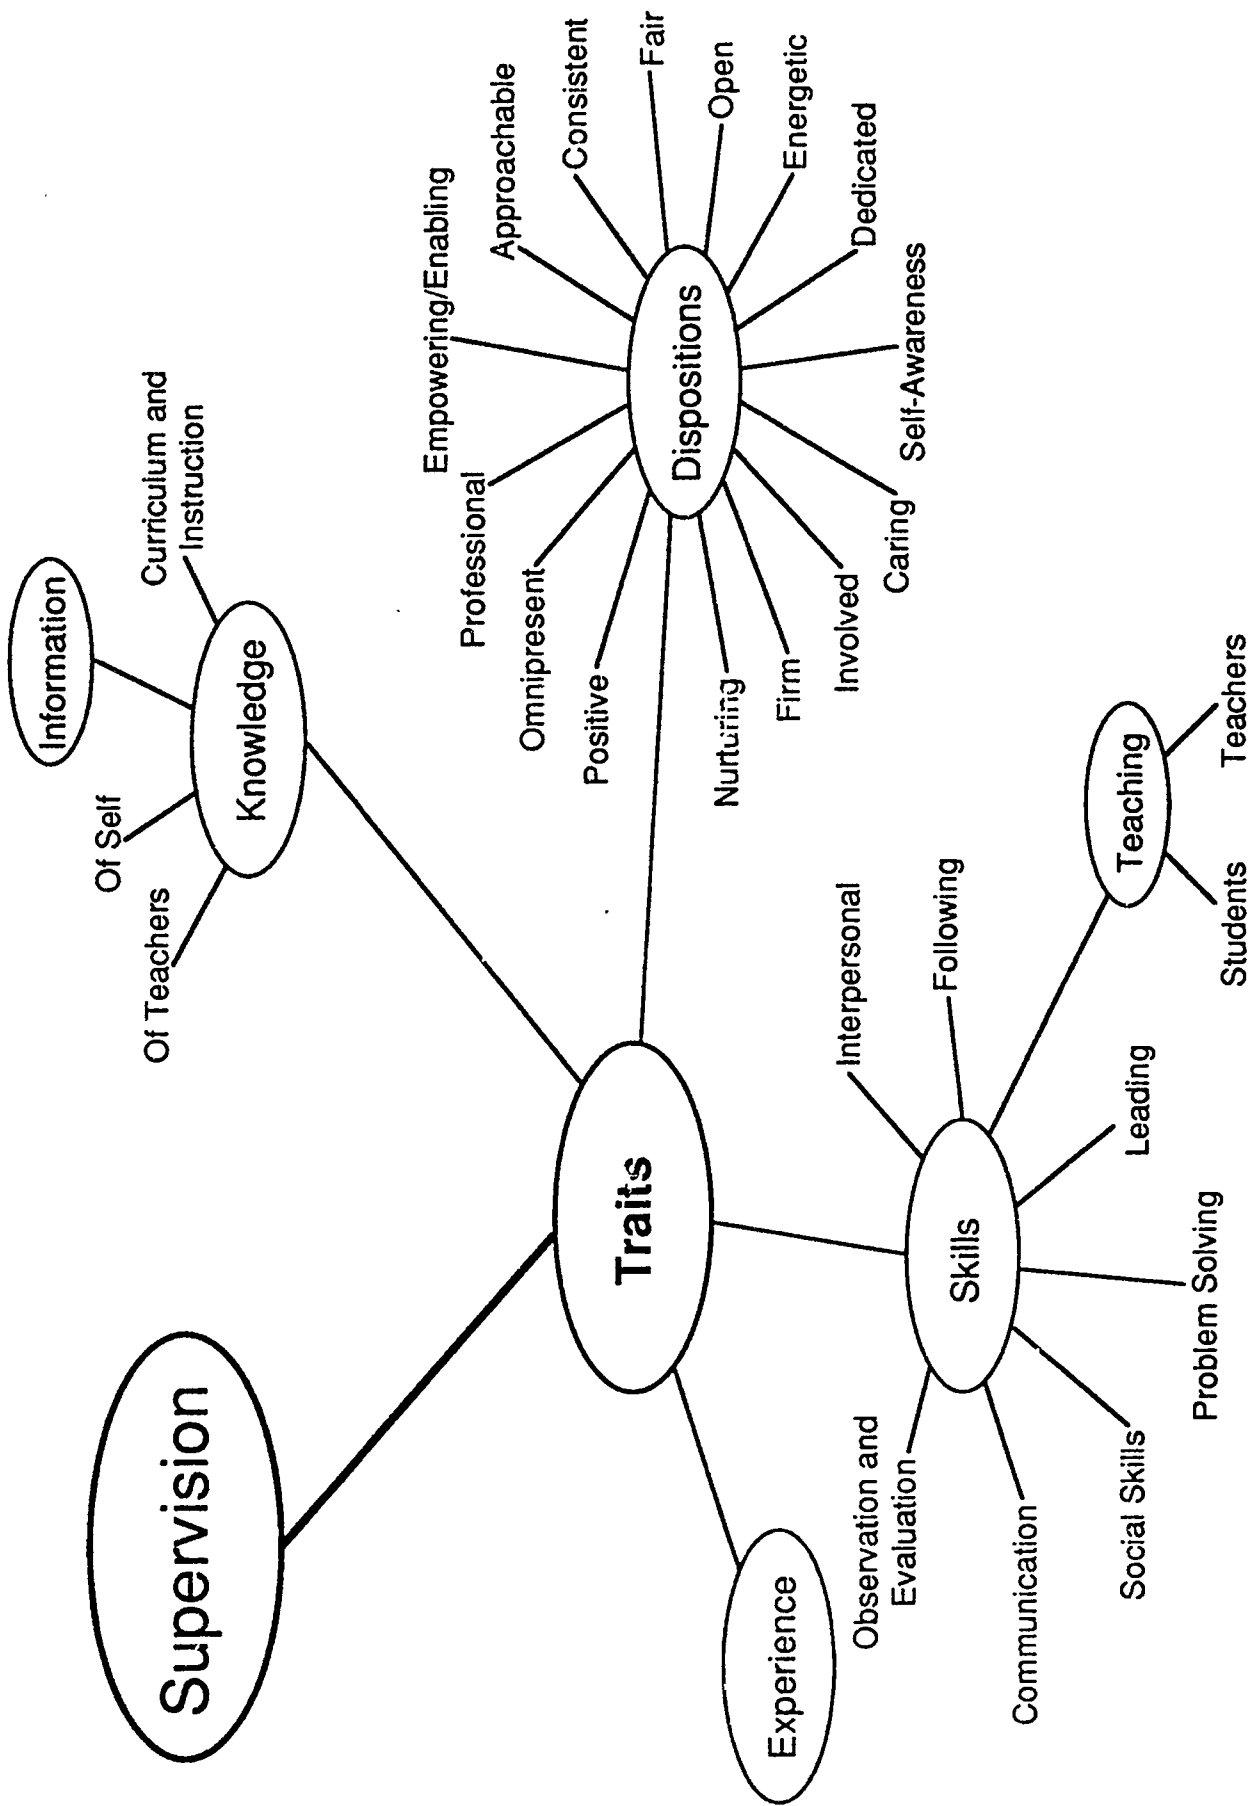 Supervision
Traits
Experience
Knowledge
Of Teachers
Of Self
Information
Curriculum and
Instruction
Dispositions
Positive
Omnipresent
Professional
Empowering/Enabling
Approachable
Consistent
Fair
Open
Energetic
Dedicated
Self-Awareness
Caring
Involved
Firm
Nurturing
Skills
Observation and
Evaluation
Communication
Social Skills
Problem Solving
Leading
Following
Interpersonal
Teaching
Students
Teachers